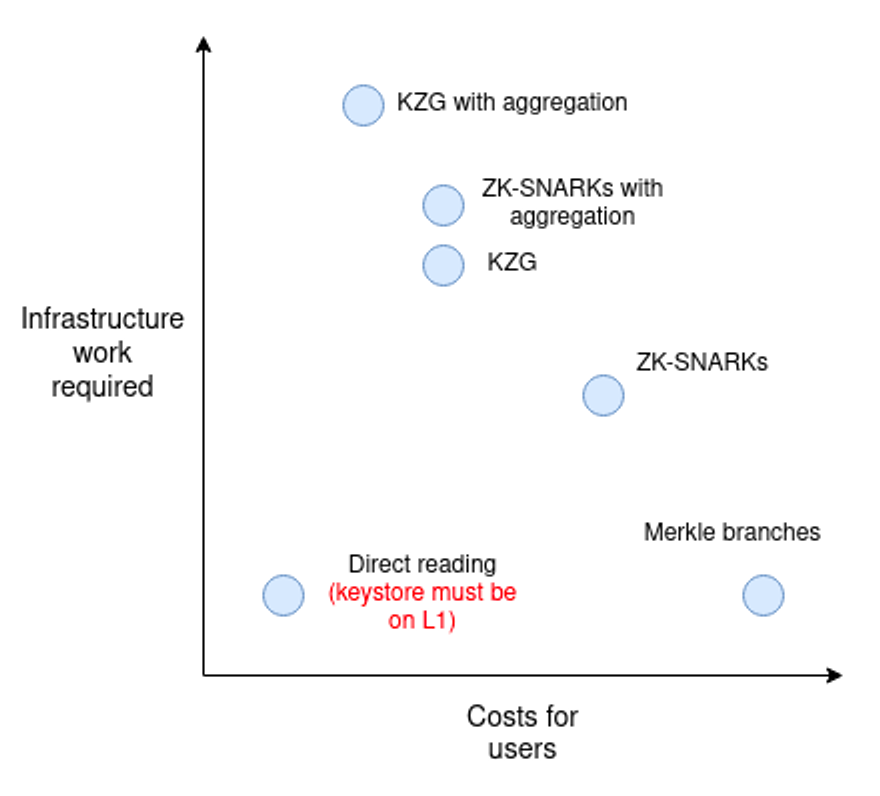 KZG with aggregation
ZK-SNARKs with
aggregation
KZG
Infrastructure
work
required
ZK-SNARKs
Merkle branches
Direct reading
(keystore must be
on L1)
Costs for
users